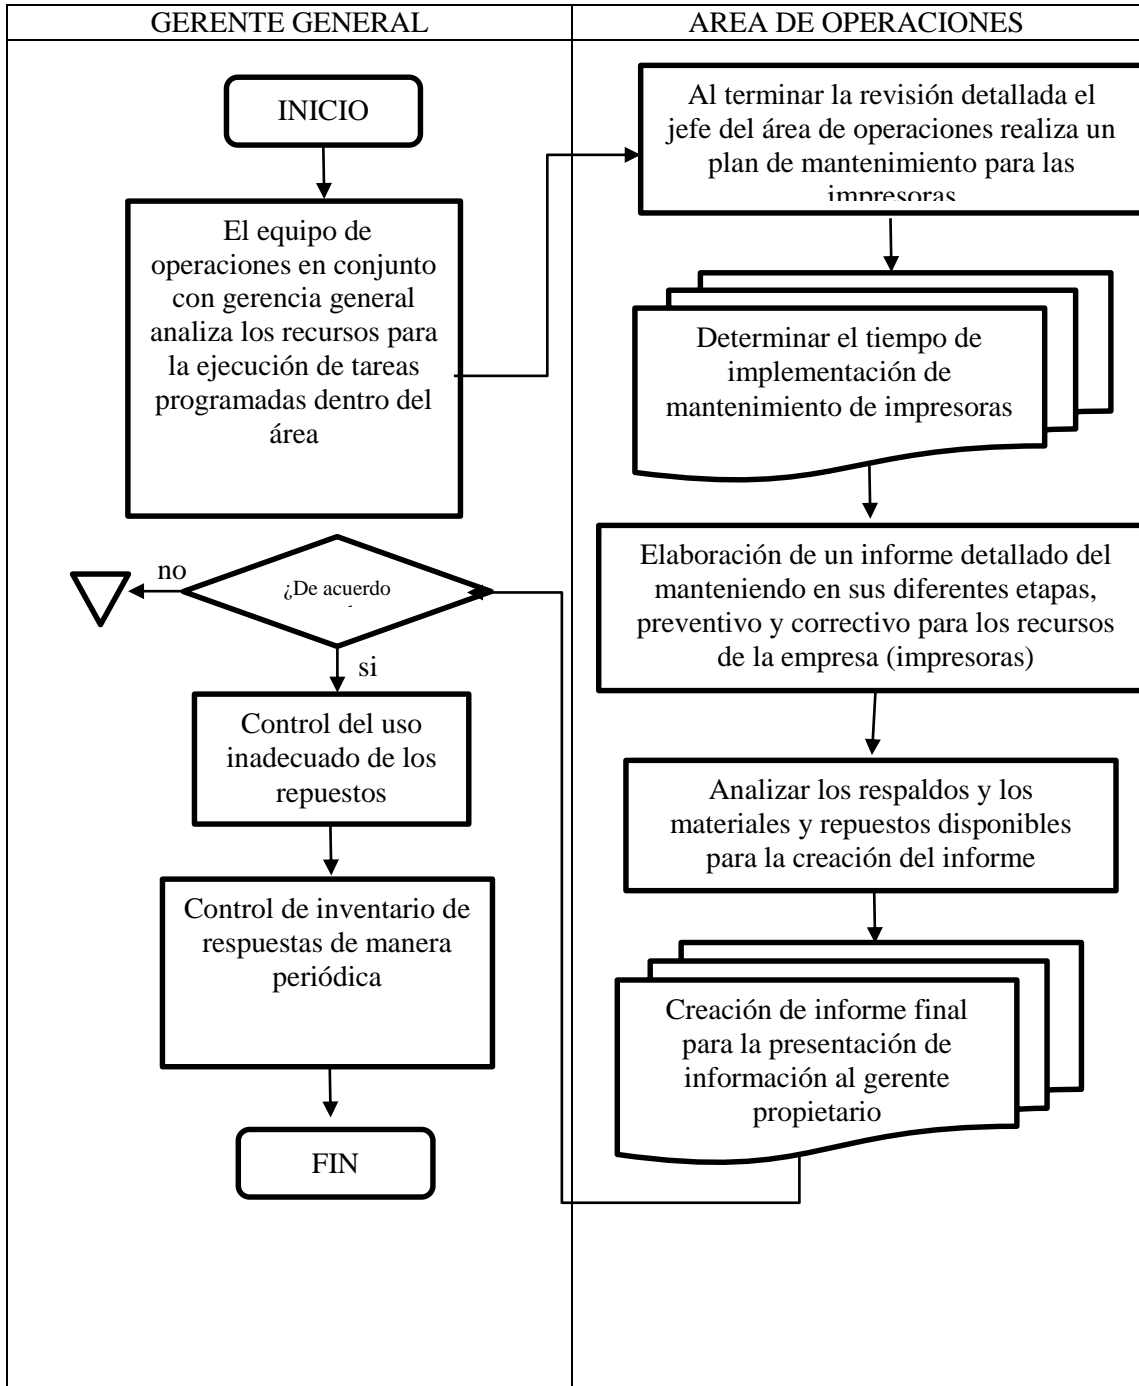 GERENTE GENERAL
AREA DE OPERACIONES
INICIO
El equipo de
operaciones en conjunto
con gerencia general
analiza los recursos para
la ejecución de tareas
programadas dentro del
área
Al terminar la revisión detallada el
jefe del área de operaciones realiza un
plan de mantenimiento para las
impresoras
Determinar el tiempo de
implementación de
mantenimiento de impresoras
Elaboración de un informe detallado del
manteniendo en sus diferentes etapas,
preventivo y correctivo para los recursos
de la empresa (impresoras)
Analizar los respaldos y los
materiales y repuestos disponibles
para la creación del informe
Creación de informe final
para la presentación de
información al gerente
propietario
¿De acuerdo
no
si
Control del uso
inadecuado de los
repuestos
Control de inventario de
respuestas de manera
periódica
FIN